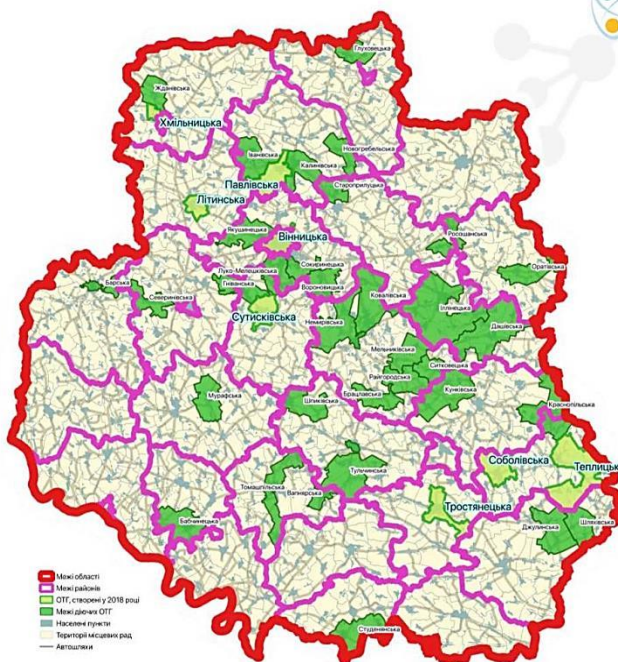 Глуховецька
Жданівська
Хмільницька
Новогребельська
Іванівська
Калинівська
Павлівська
Староприлуцька
Літинська
Росошанська
Якушинецька
Вінницька
Оратівська
Сокиринецька
Луко-Мелешківська
Барська
Гніванська
Вороновицька
Северинівська
Ковалівська
Іллінецька
Сутисківська
Немирівська
Дашівська
Мельниківська
Ситковецька
Райгородська
Кунківська
Мурафська
Шпиківська
Брацлавська
Краснопільська
Соболівська
Теплицька
Тульчинська
Томашпільська
Вапнярська
Тростянецька
Бабчинецька
Джулинська
Студенянська
Межі області
Межі районів
ОТГ, створені у 2018 році
Межі діючих ОТГ
Населені пункти
Території місцевих рад
Автошляхи